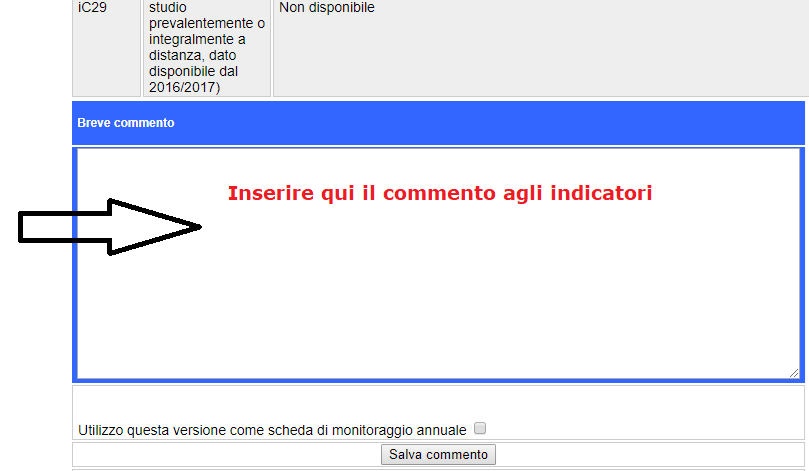 iC29
studio
prevalentemente o
integralmente a
distanza, dato
disponibile dal
2016/2017)
Non disponibile
Breve commento
Inserire qui il commento agli indicatori
Utilizzo questa versione come scheda di monitoraggio annuale
Salva commento